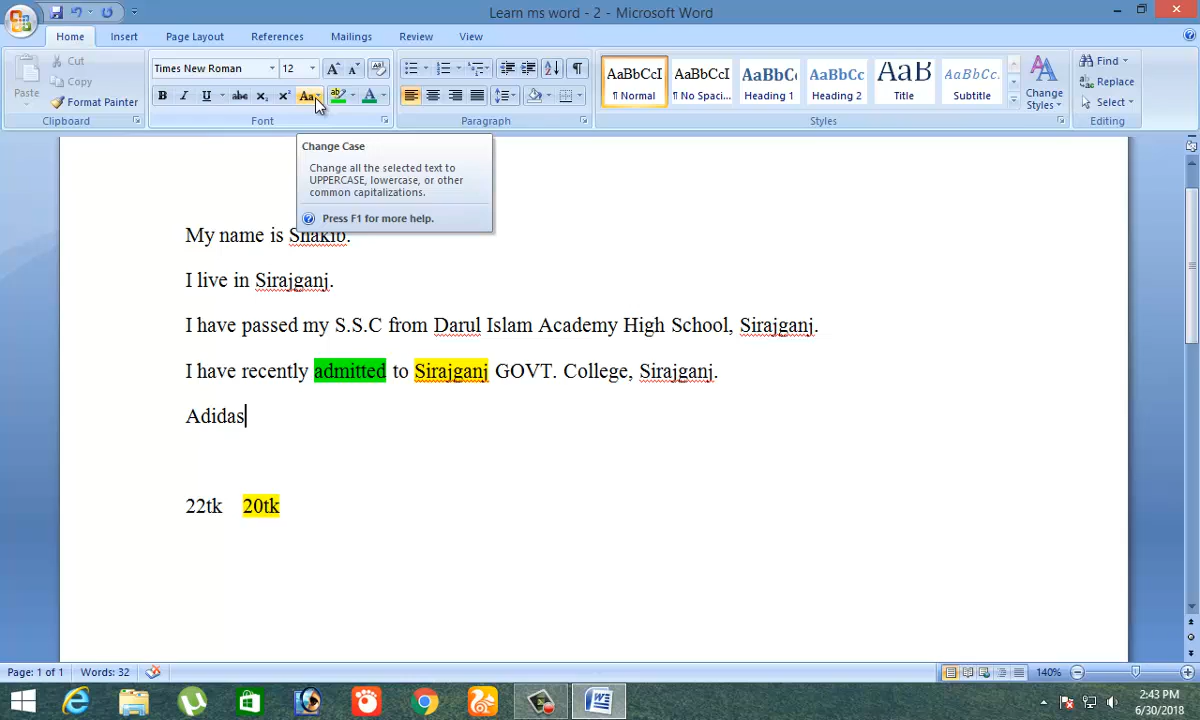 Learn ms word - 2 - Microsoft Word
Home Insert Page Layout References Mailings Review View
Paste
Cut
Copy
Format Painter
Clipboard
Times New Roman 12
B I U abc x₂ x² Aa ab A
Font
Paragraph
AaBbCcI AaBbCcI AaBbC AaBbCc AaB AaBbCc.
¶ Normal ¶ No Spaci... Heading 1 Heading 2 Title Subtitle
Change Styles
Styles
Find
Replace
Select
Editing
Change Case
Change all the selected text to
UPPERCASE, lowercase, or other
common capitalizations.
Press F1 for more help.
My name is Shakib.
I live in Sirajganj.
I have passed my S.S.C from Darul Islam Academy High School, Sirajganj.
I have recently admitted to Sirajganj GOVT. College, Sirajganj.
Adidas
22tk 20tk
Page: 1 of 1 Words: 32 140%
2:43 PM
6/30/2018